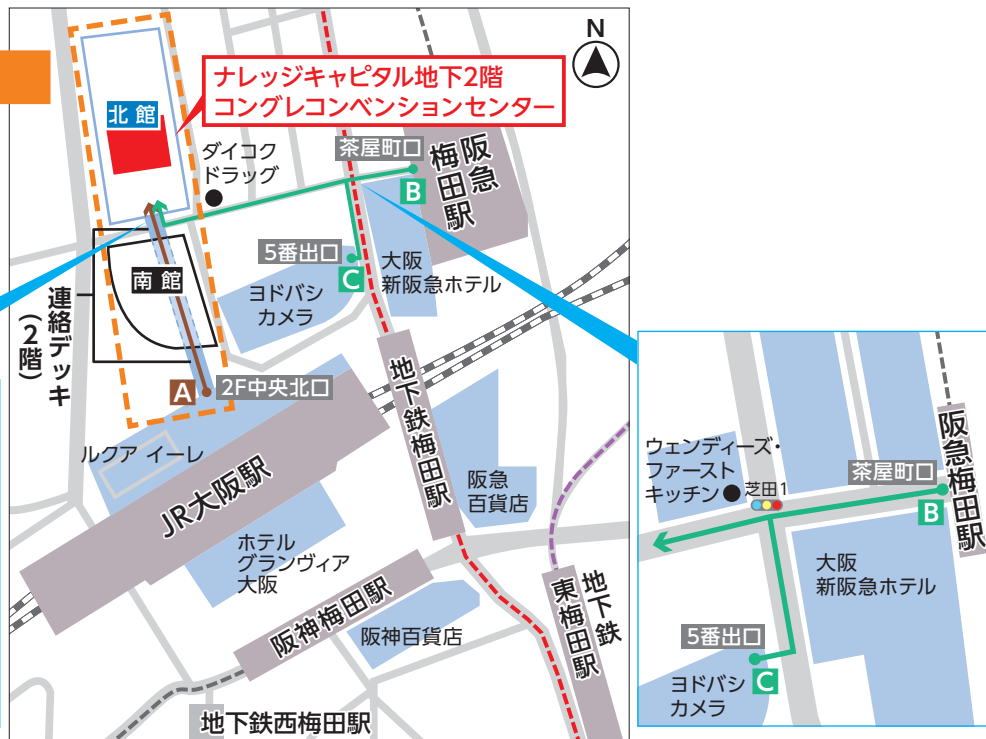 N
ナレッジキャピタル地下2階
コングレコンベンションセンター
北館
ダイコク
ドラッグ
茶屋町口
B
阪急
梅田駅
5番出口
C
大阪
新阪急ホテル
南館
ヨドバシ
カメラ
連絡デッキ
(2階)
A
2F中央北口
地下鉄梅田駅
ルクア イーレ
JR大阪駅
阪急
百貨店
ホテル
グランヴィア
大阪
阪神梅田駅
阪神百貨店
地下鉄
東梅田駅
地下鉄西梅田駅
ウェンディーズ・
ファースト
キッチン
芝田1
茶屋町口
B
阪急梅田駅
大阪
新阪急ホテル
5番出口
C
ヨドバシ
カメラ